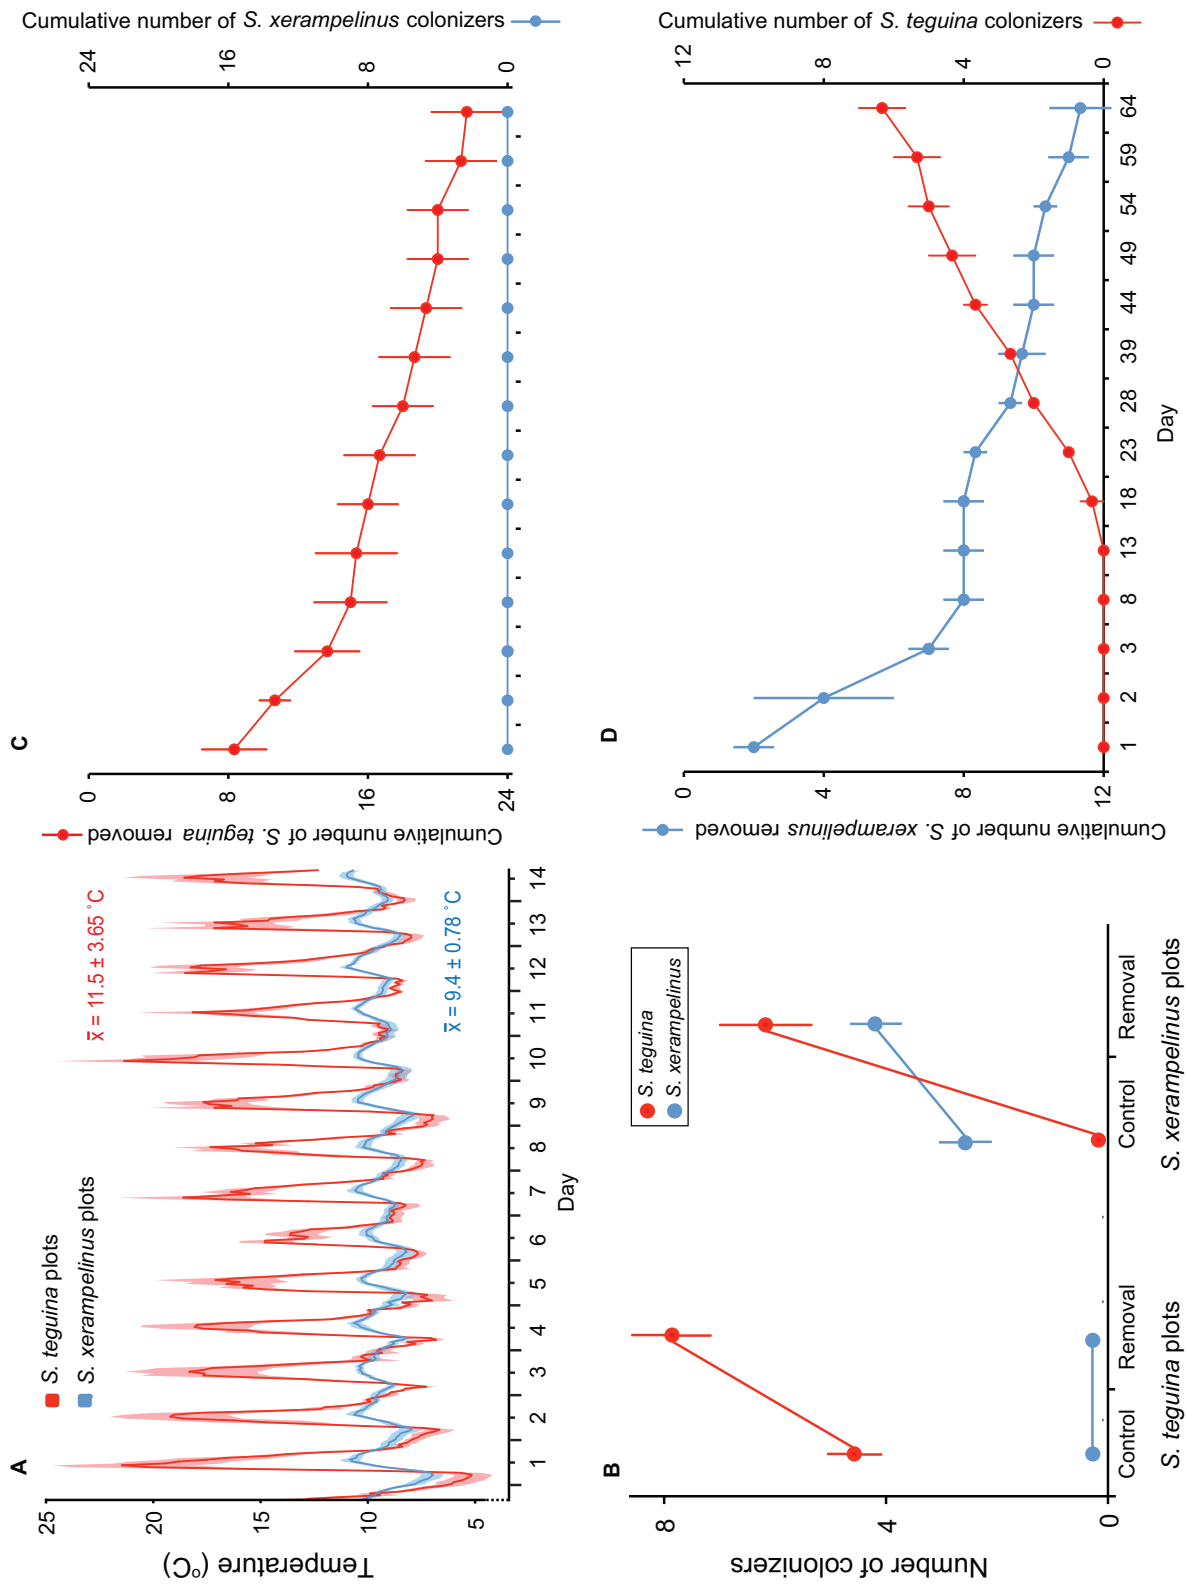 A
S. teguina plots
S. xerampelinus plots
x̄ = 11.5 ± 3.65 °C
x̄ = 9.4 ± 0.78 °C
Temperature (°C)
25
20
15
10
5
1 2 3 4 5 6 7 8 9 10 11 12 13 14
Day
B
S. teguina
S. xerampelinus
Number of colonizers
8
4
0
Control Removal Control Removal
S. teguina plots S. xerampelinus plots
C
Cumulative number of S. teguina removed
0
8
16
24
Cumulative number of S. xerampelinus colonizers
24
16
8
0
D
Cumulative number of S. xerampelinus removed
0
4
8
12
Cumulative number of S. teguina colonizers
12
8
4
0
1 2 3 8 13 18 23 28 39 44 49 54 59 64
Day